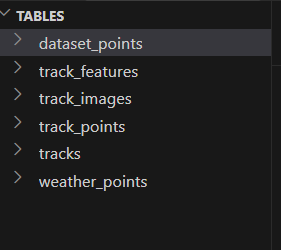 TABLES
dataset_points
track_features
track_images
track_points
tracks
weather_points